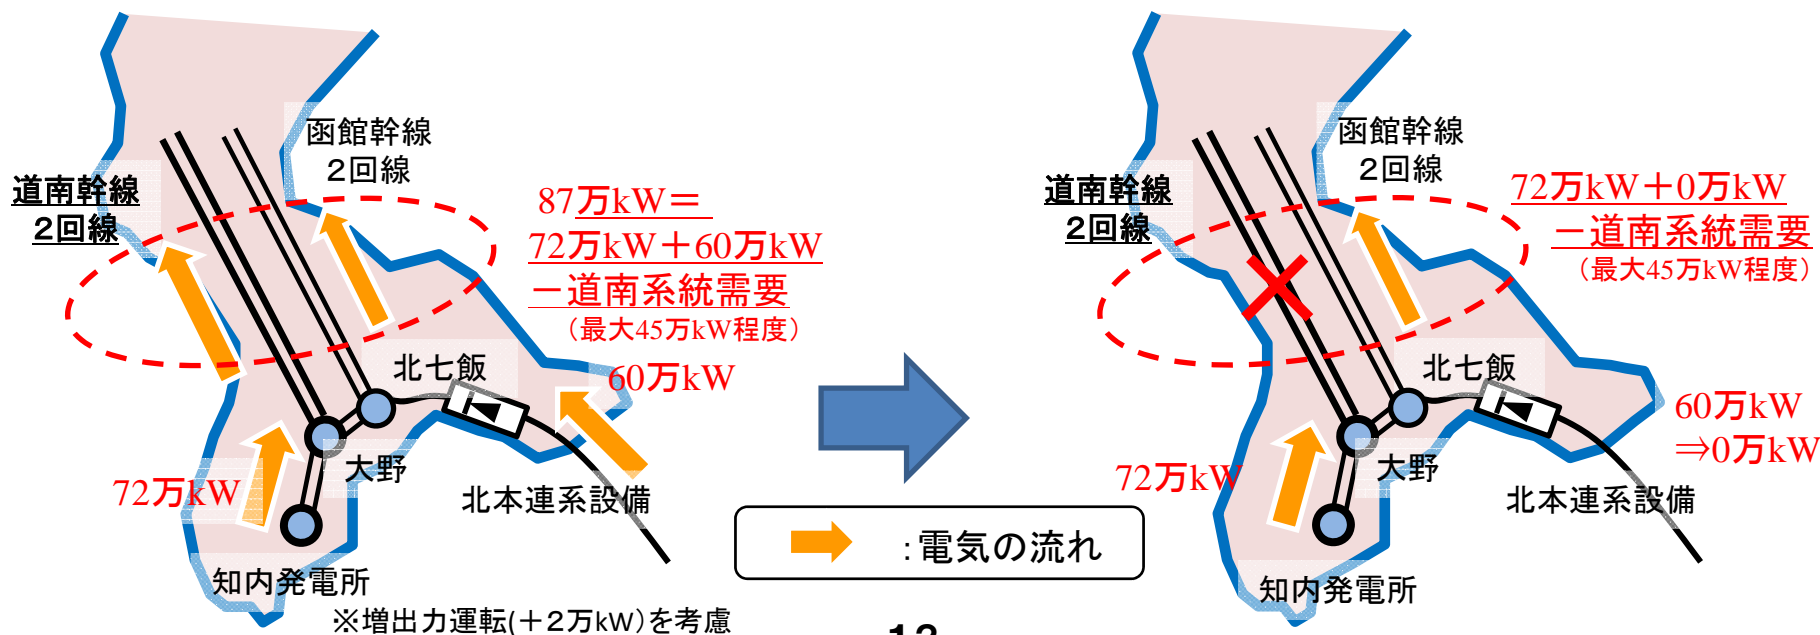 函館幹線
2回線
道南幹線
2回線
87万kW＝
72万kW＋60万kW
－道南系統需要
（最大45万kW程度）
北七飯
60万kW
大野
72万kW
北本連系設備
知内発電所
※増出力運転(＋2万kW）を考慮
：電気の流れ
函館幹線
2回線
道南幹線
2回線
72万kW＋0万kW
－道南系統需要
（最大45万kW程度）
北七飯
60万kW
⇒0万kW
大野
72万kW
北本連系設備
知内発電所